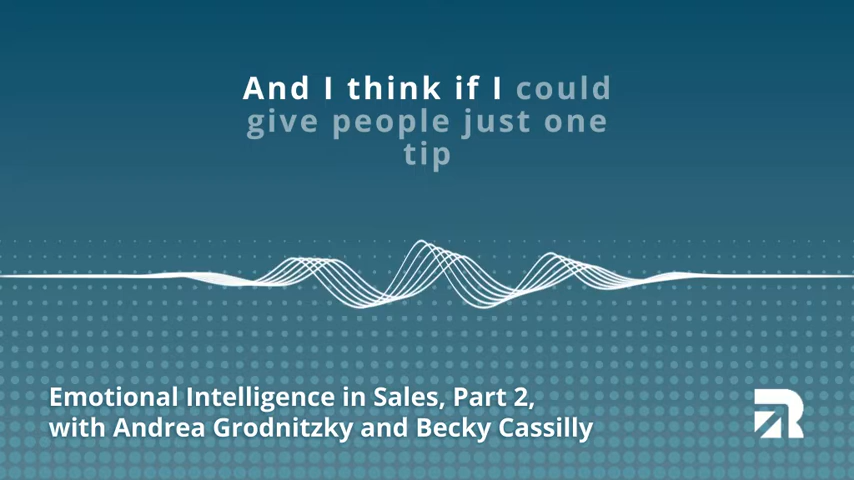 And I think if I could
give people just one
tip
Emotional Intelligence in Sales, Part 2,
with Andrea Grodnitzky and Becky Cassilly